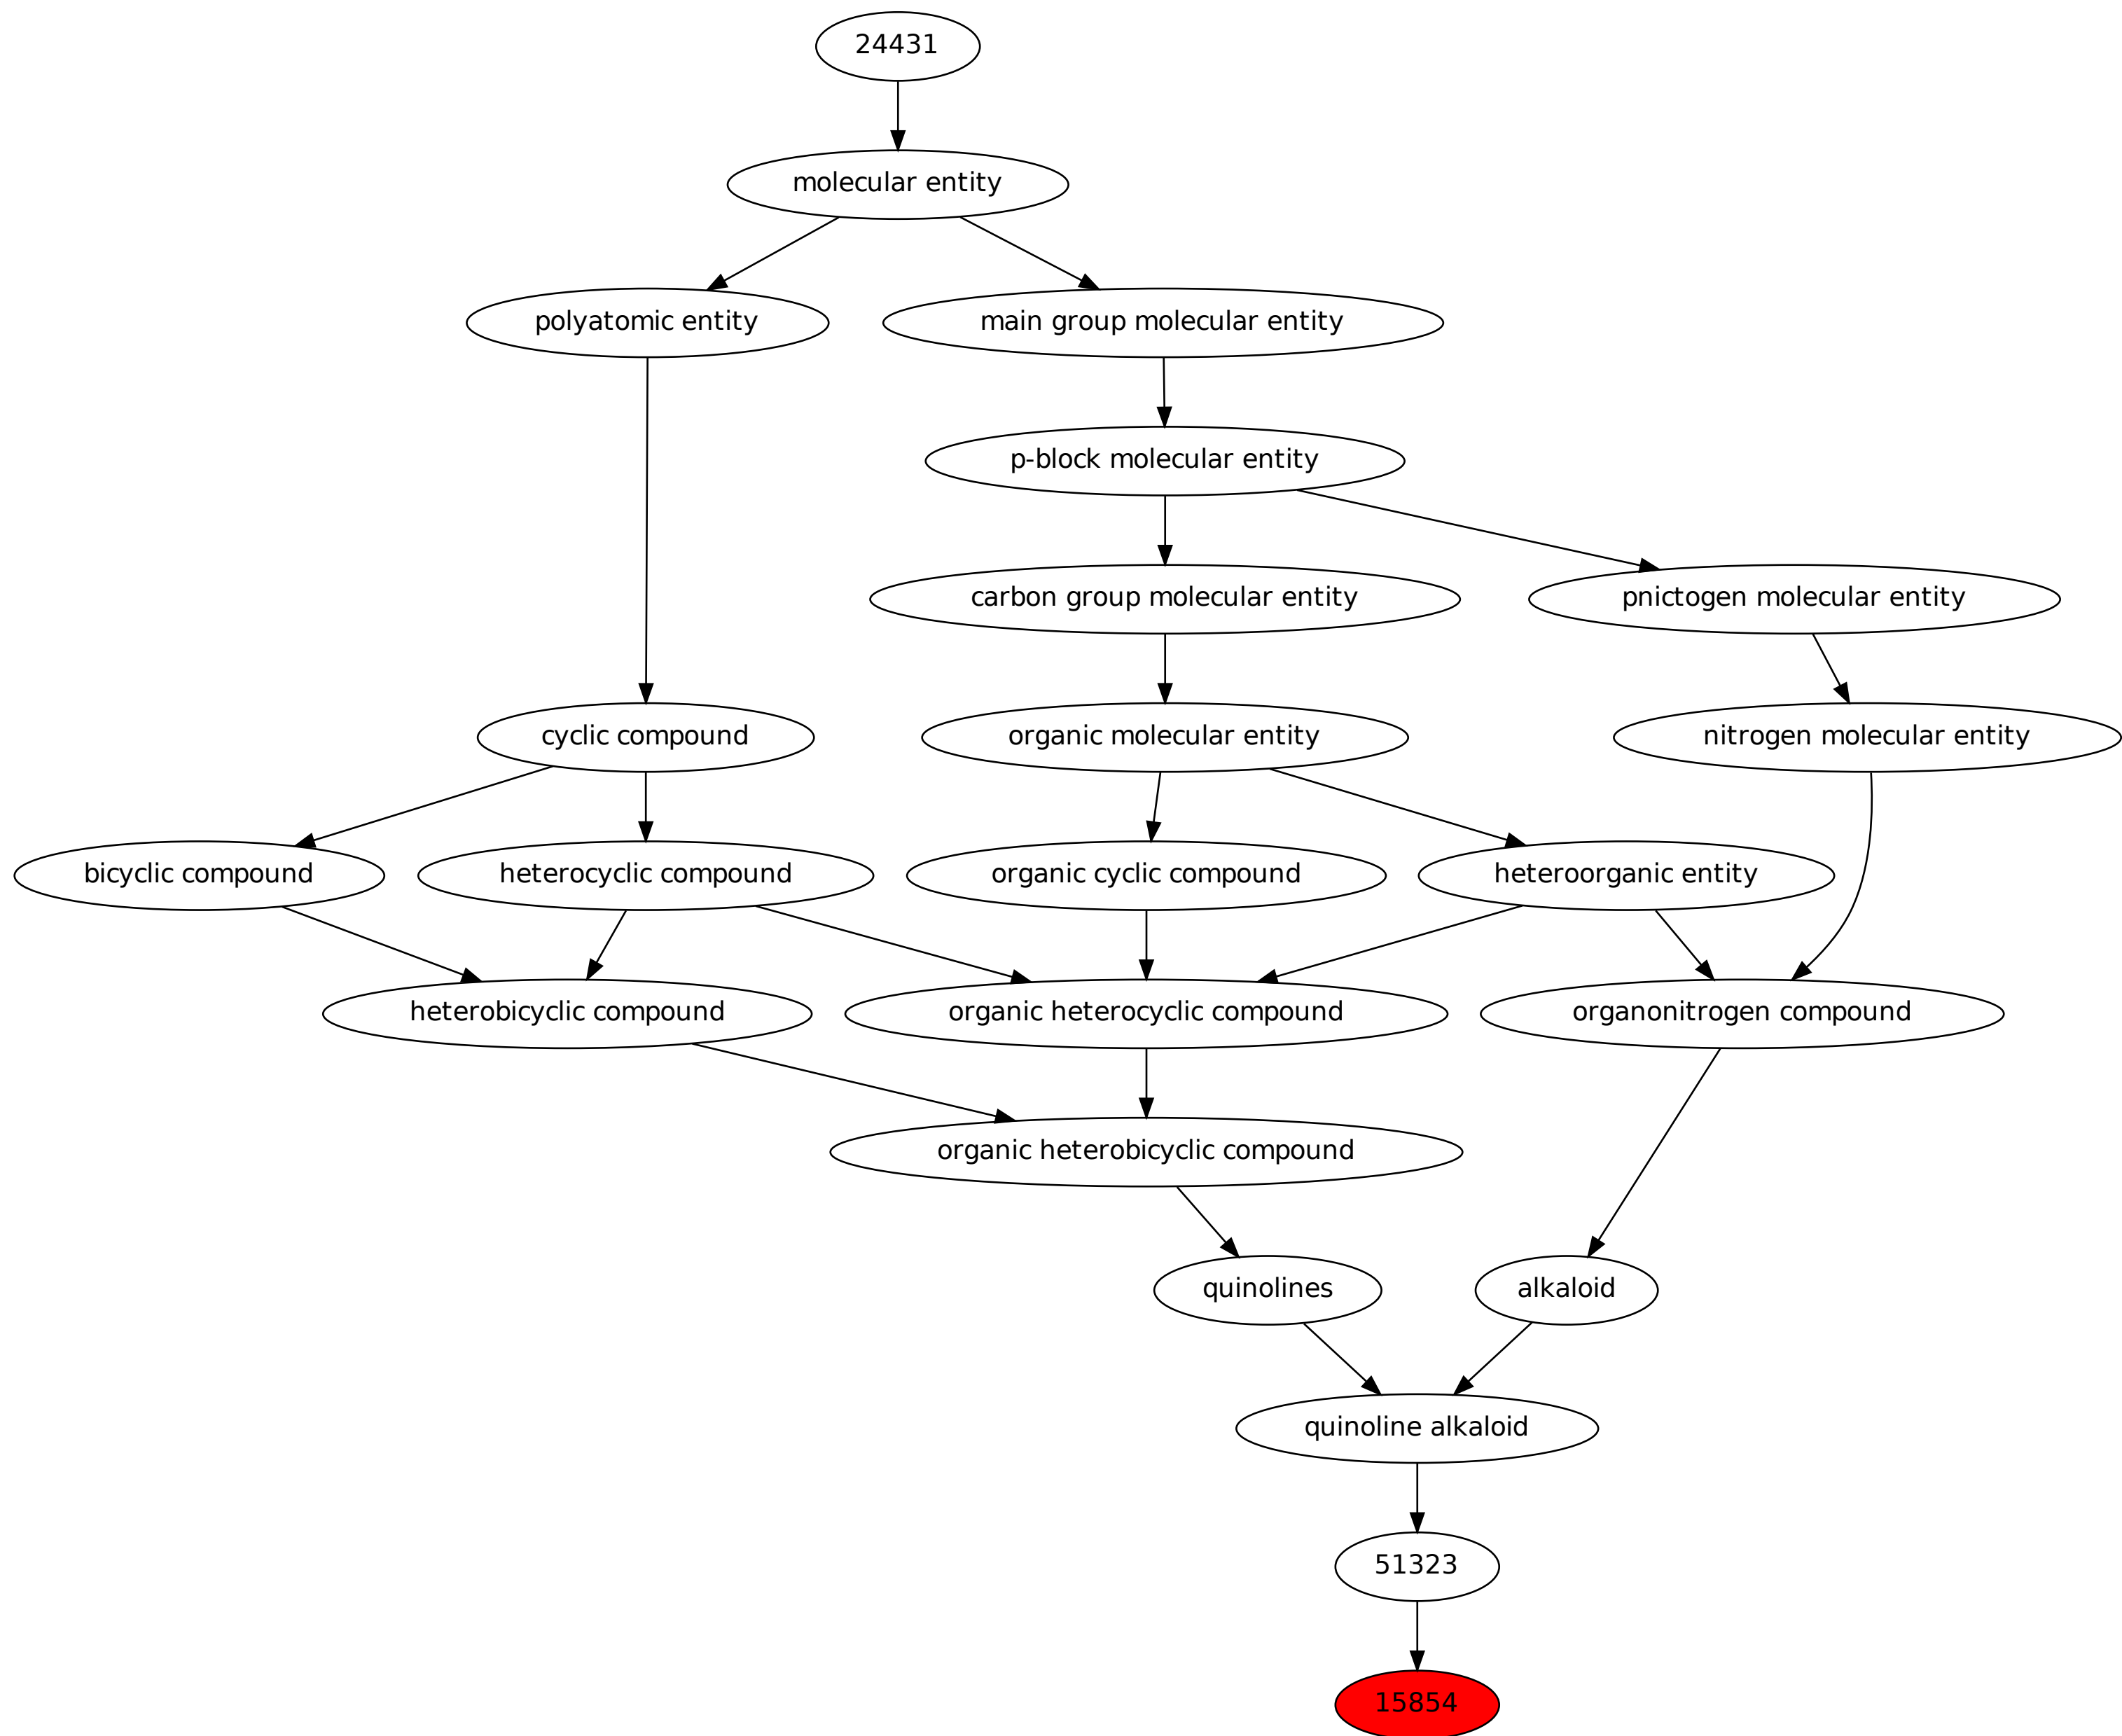 24431
molecular entity
polyatomic entity
main group molecular entity
p-block molecular entity
carbon group molecular entity
pnictogen molecular entity
cyclic compound
organic molecular entity
nitrogen molecular entity
bicyclic compound
heterocyclic compound
organic cyclic compound
heteroorganic entity
heterobicyclic compound
organic heterocyclic compound
organonitrogen compound
organic heterobicyclic compound
quinolines
alkaloid
quinoline alkaloid
51323
15854